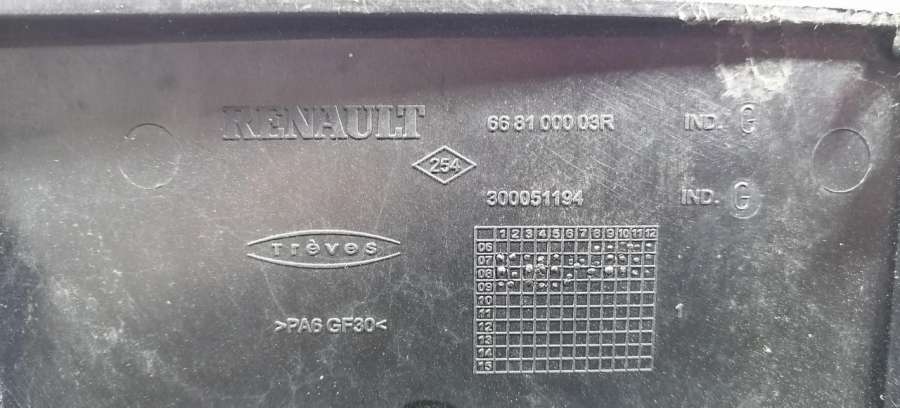 RENAULT 66 81 000 03R IND. G
254
300051194 IND. G
Trèves
1 2 3 4 5 6 7 8 9 10 11 12
06
07
08
09
10
11
12
13
14
15
1
>PA6 GF30<